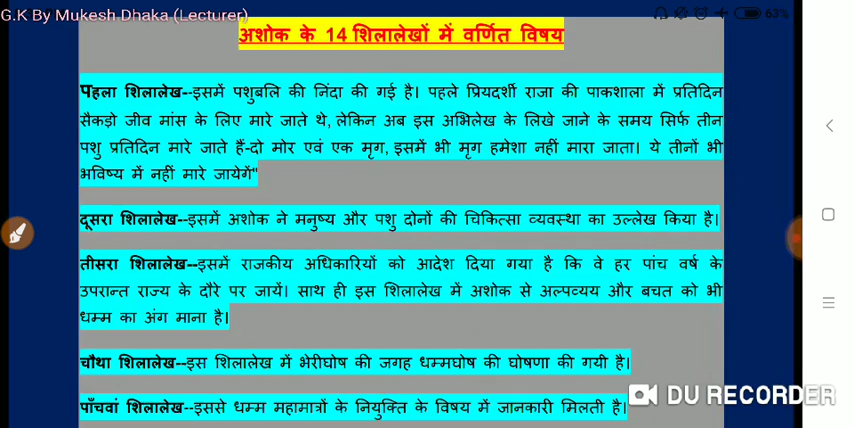 G.K By Mukesh Dhaka (Lecturer)
63%
अशोक के 14 शिलालेखों में वर्णित विषय
पहला शिलालेख--इसमें पशुबलि की निंदा की गई है। पहले प्रियदर्शी राजा की पाकशाला में प्रतिदिन
सैकड़ो जीव मांस के लिए मारे जाते थे, लेकिन अब इस अभिलेख के लिखे जाने के समय सिर्फ तीन
पशु प्रतिदिन मारे जाते हैं-दो मोर एवं एक मृग, इसमें भी मृग हमेशा नहीं मारा जाता। ये तीनों भी
भविष्य में नहीं मारे जायेगें"
दूसरा शिलालेख--इसमें अशोक ने मनुष्य और पशु दोनों की चिकित्सा व्यवस्था का उल्लेख किया है।
तीसरा शिलालेख--इसमें राजकीय अधिकारियों को आदेश दिया गया है कि वे हर पांच वर्ष के
उपरान्त राज्य के दौरे पर जायें। साथ ही इस शिलालेख में अशोक से अल्पव्यय और बचत को भी
धम्म का अंग माना है।
चौथा शिलालेख--इस शिलालेख में भेरीघोष की जगह धम्मघोष की घोषणा की गयी है।
पाँचवां शिलालेख--इससे धम्म महामात्रों के नियुक्ति के विषय में जानकारी मिलती है।
DU RECORDER